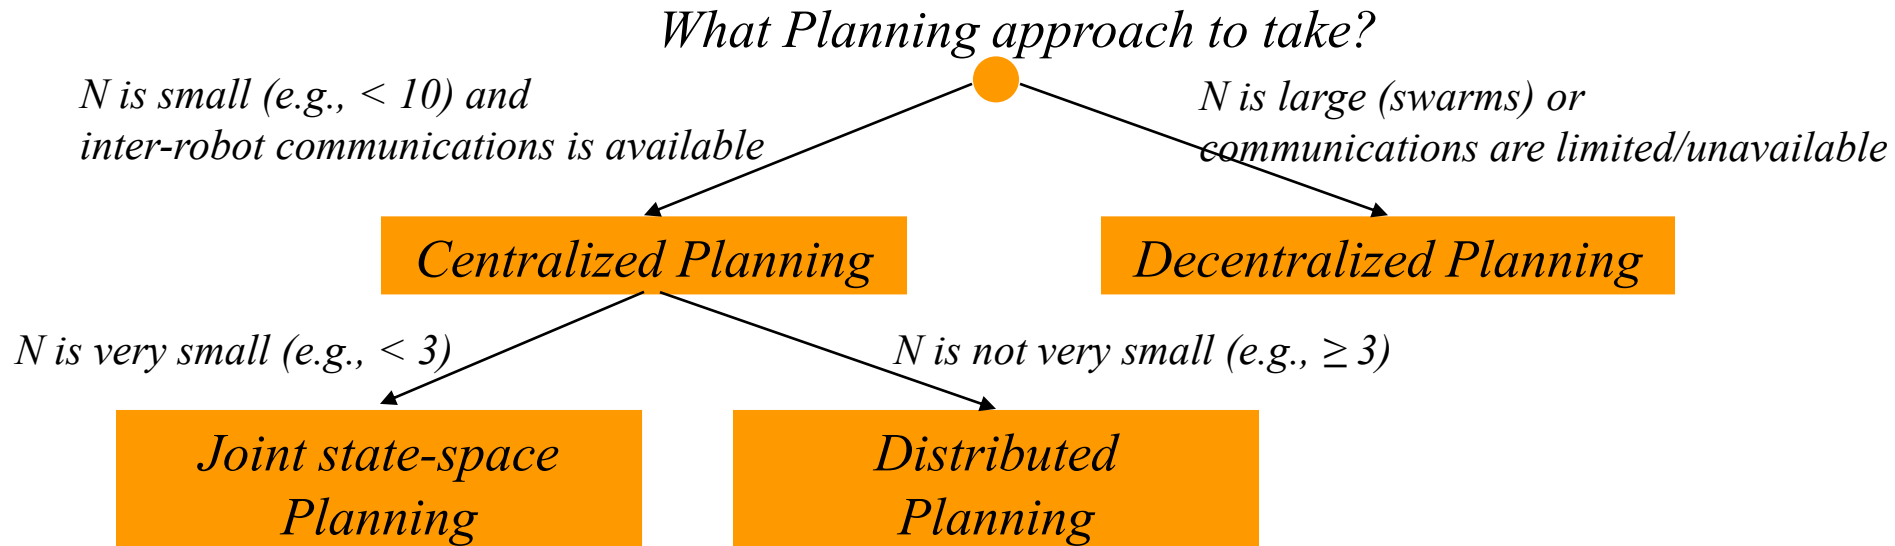 What Planning approach to take?
N is small (e.g., < 10) and
inter-robot communications is available
N is large (swarms) or
communications are limited/unavailable
Centralized Planning
Decentralized Planning
N is very small (e.g., < 3)
N is not very small (e.g., ≥ 3)
Joint state-space
Planning
Distributed
Planning